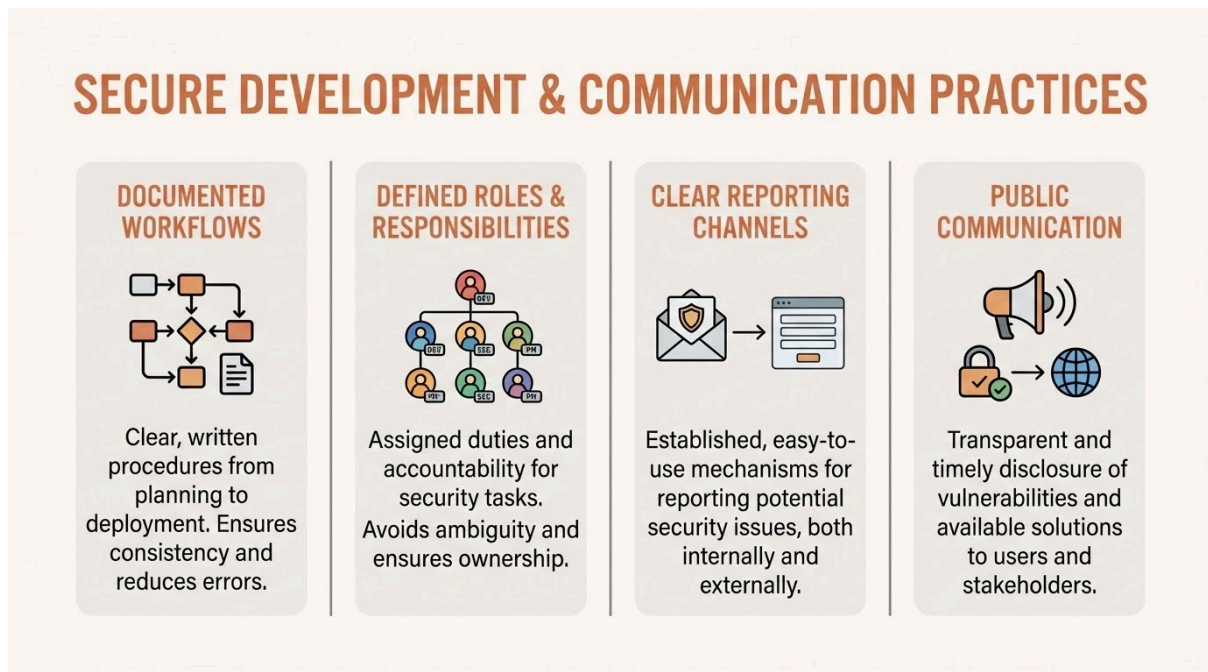 SECURE DEVELOPMENT & COMMUNICATION PRACTICES
DOCUMENTED
WORKFLOWS
Clear, written
procedures from
planning to
deployment. Ensures
consistency and
reduces errors.
DEFINED ROLES &
RESPONSIBILITIES
DEV
SSE
PM
SEC
Assigned duties and
accountability for
security tasks.
Avoids ambiguity and
ensures ownership.
CLEAR REPORTING
CHANNELS
Established, easy-to-
use mechanisms for
reporting potential
security issues, both
internally and
externally.
PUBLIC
COMMUNICATION
Transparent and
timely disclosure of
vulnerabilities and
available solutions
to users and
stakeholders.